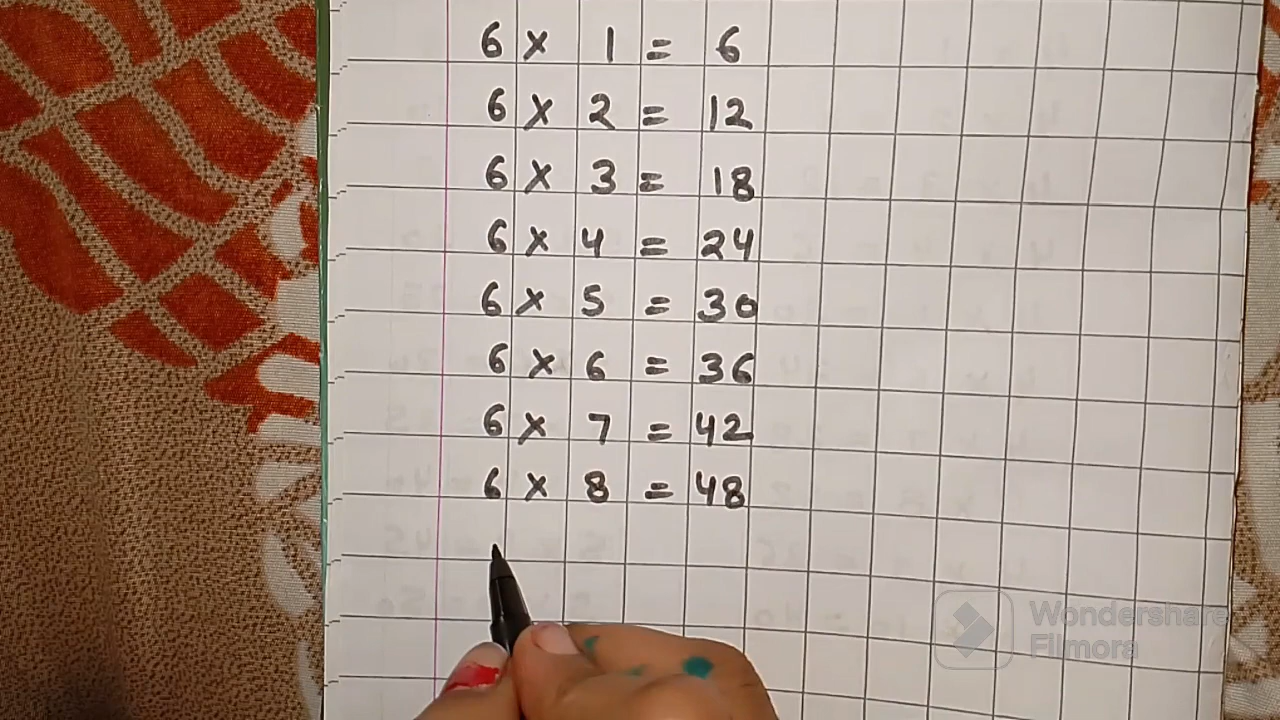 6 × 1 = 6
6 × 2 = 12
6 × 3 = 18
6 × 4 = 24
6 × 5 = 30
6 × 6 = 36
6 × 7 = 42
6 × 8 = 48
Wondershare
Filmora